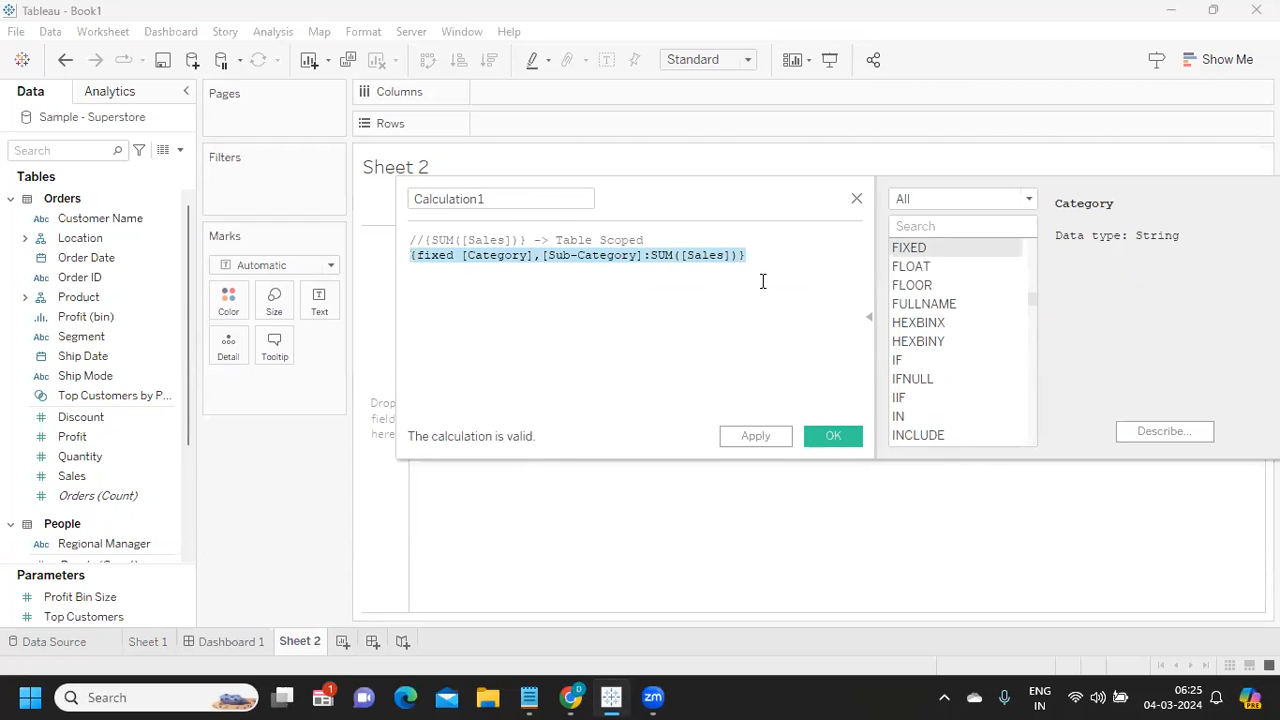 Tableau - Book1
File Data Worksheet Dashboard Story Analysis Map Format Server Window Help
Standard
Show Me
Data Analytics
Sample - Superstore
Search
Tables
Orders
Customer Name
Location
Order Date
Order ID
Product
Profit (bin)
Segment
Ship Date
Ship Mode
Top Customers by P...
Discount
Profit
Quantity
Sales
Orders (Count)
People
Regional Manager
Parameters
Profit Bin Size
Top Customers
Pages
Filters
Marks
Automatic
Color Size Text
Detail Tooltip
Columns
Rows
Sheet 2
Drop
field
here
Calculation1
//{SUM([Sales])} -> Table Scoped
{fixed [Category],[Sub-Category]:SUM([Sales])}
The calculation is valid.
Apply OK
All
Search
FIXED
FLOAT
FLOOR
FULLNAME
HEXBINX
HEXBINY
IF
IFNULL
IIF
IN
INCLUDE
Category
Data type: String
Describe...
Data Source Sheet 1 Dashboard 1 Sheet 2
Search
1
D
zm
ENG
IN
06:25
04-03-2024
PRE